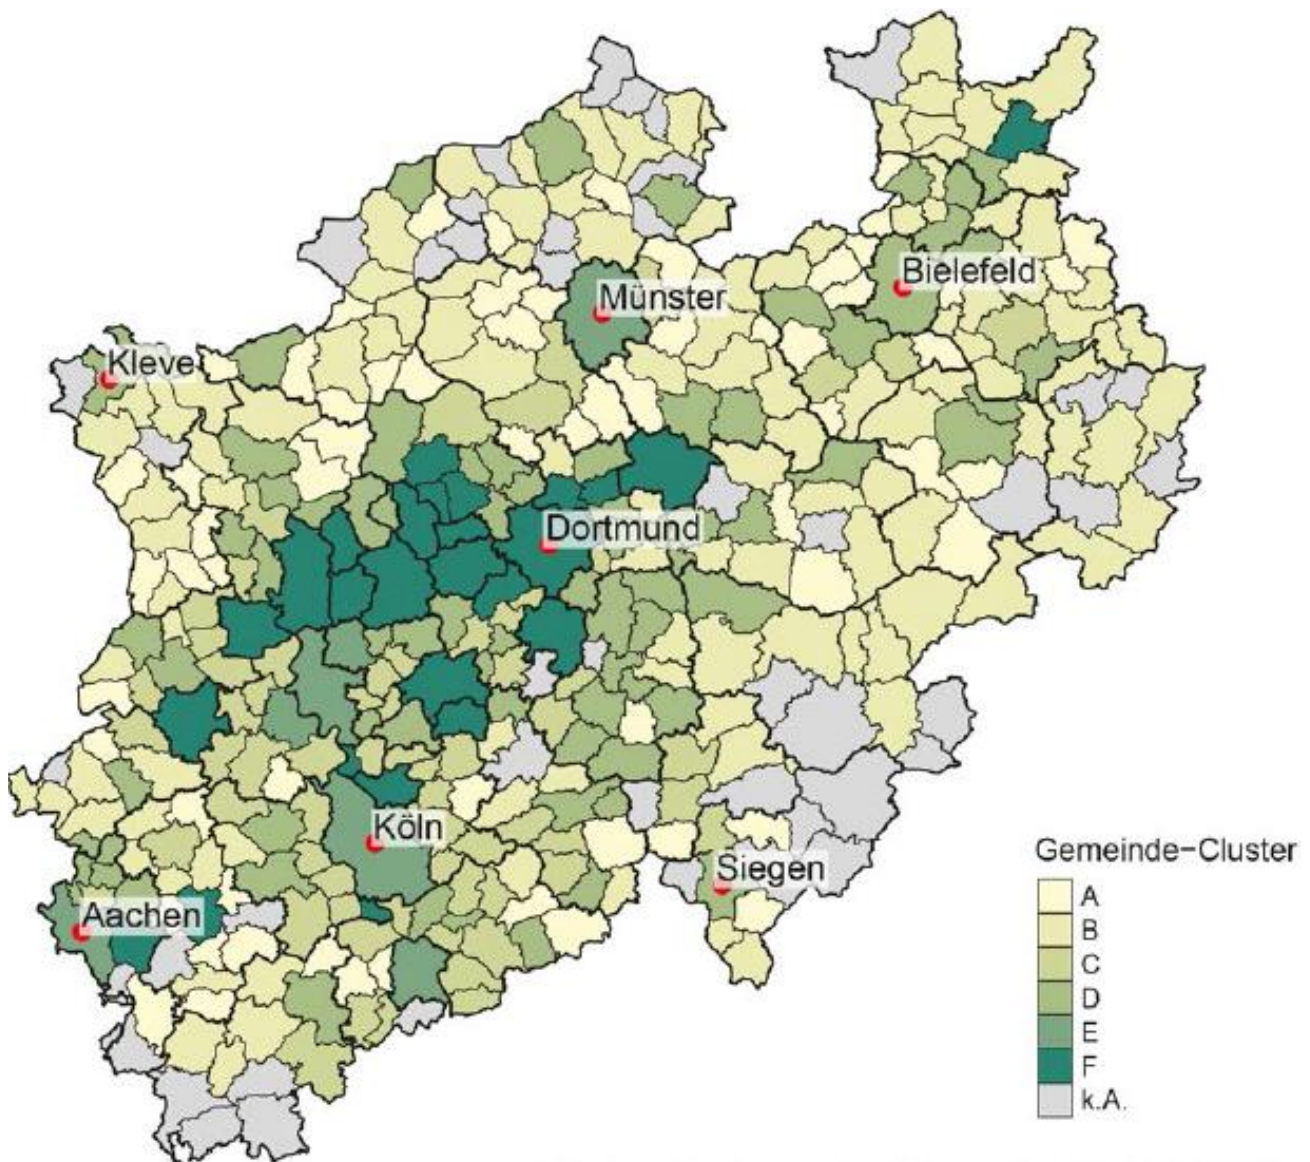 Bielefeld
Münster
Kleve
Dortmund
Köln
Siegen
Aachen
Gemeinde-Cluster
A
B
C
D
E
F
k.A.